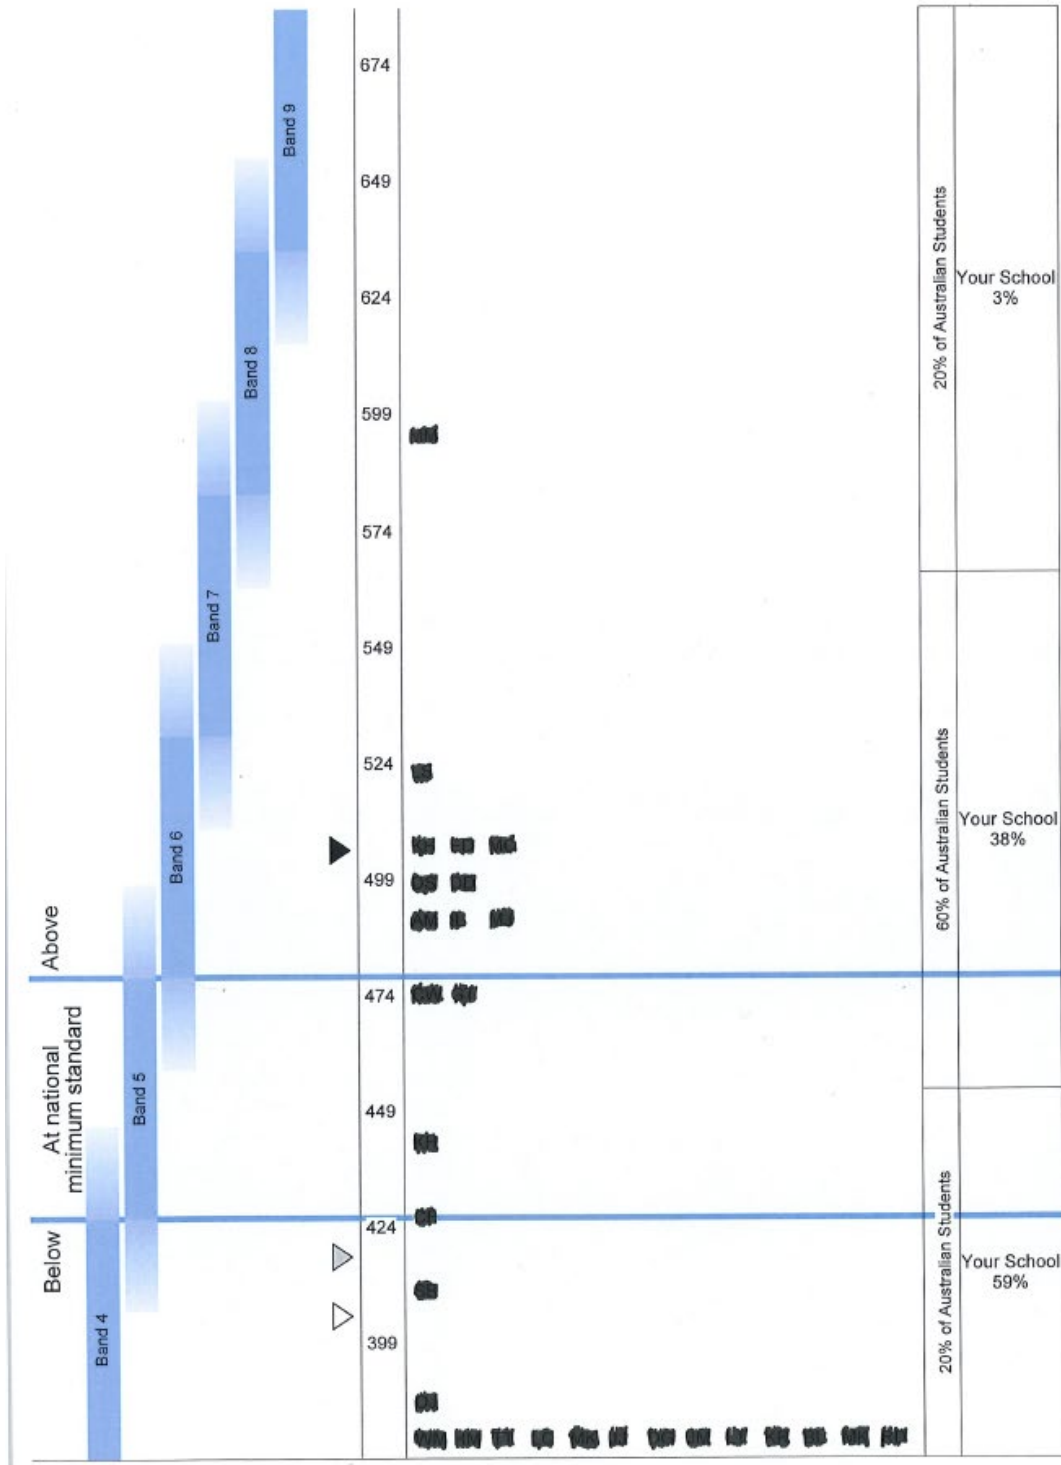 Band 9
Band 8
Band 7
Band 6
Band 5
Band 4
Above
At national
minimum standard
Below
674
649
624
599
574
549
524
499
474
449
424
399
20% of Australian Students
Your School
3%
60% of Australian Students
Your School
38%
20% of Australian Students
Your School
59%